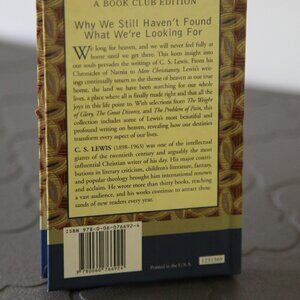 A BOOK CLUB EDITION
Why We Still Haven't Found
What We're Looking For
We long for heaven, and we will never feel fully at
home until we get there. This keen insight into
our souls pervades the writings of C. S. Lewis. From his
Chronicles of Narnia to Mere Christianity, Lewis's writings
continually return to the theme of heaven as our true
home, the land we have been searching for our whole
lives, a place where all is finally made right and that all the
joys in this life point to. With selections from The Weight
of Glory, The Great Divorce, and The Problem of Pain, this
collection includes some of Lewis's most beautiful and
profound writing on heaven, revealing how our destinies
transform every aspect of our lives.
C. S. LEWIS (1898-1963) was one of the intellectual
giants of the twentieth century and arguably the most
influential Christian writer of his day. His major contri-
butions in literary criticism, children's literature, fantasy,
and popular theology brought him international renown
and acclaim. He wrote more than thirty books, reaching
a vast audience, and his works continue to attract thou-
sands of new readers every year.
ISBN 978-0-06-076692-4
9 780060 766924
Printed in the U.S.A.
1231569